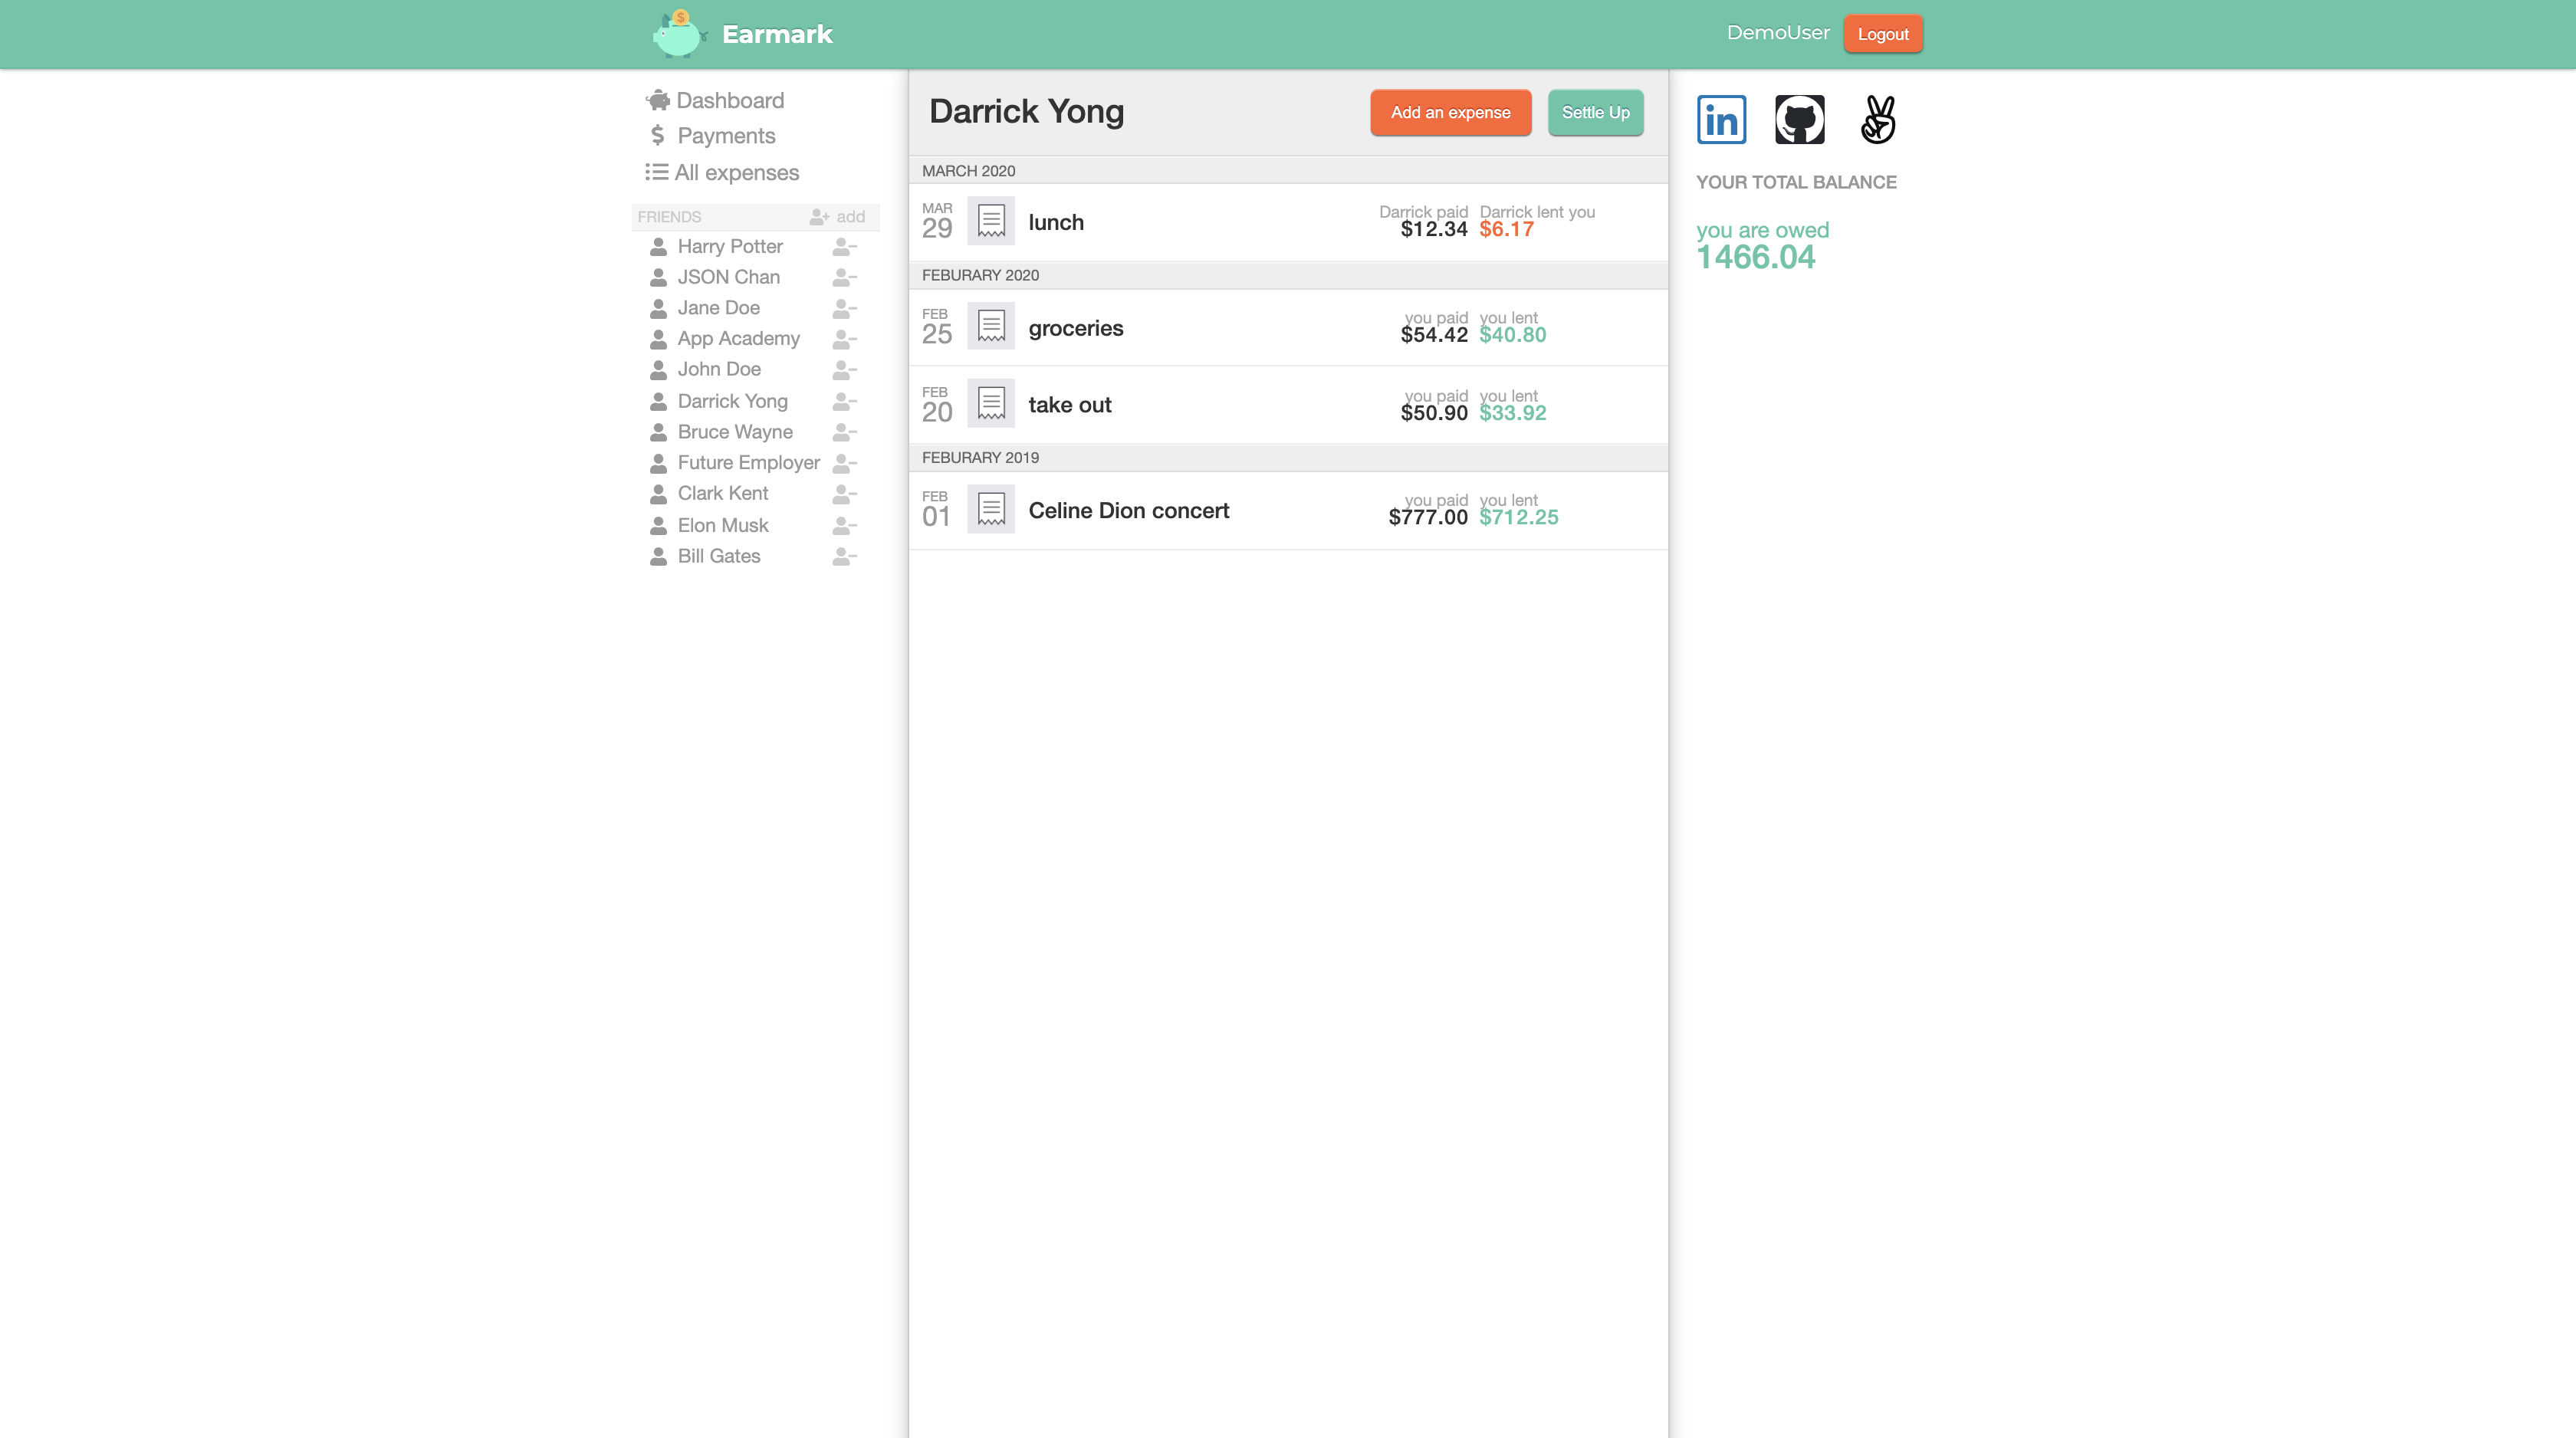 Earmark
DemoUser
Logout
Dashboard
Payments
All expenses
FRIENDS
add
Harry Potter
JSON Chan
Jane Doe
App Academy
John Doe
Darrick Yong
Bruce Wayne
Future Employer
Clark Kent
Elon Musk
Bill Gates
Darrick Yong
Add an expense
Settle Up
MARCH 2020
MAR
29
lunch
Darrick paid
$12.34
Darrick lent you
$6.17
FEBURARY 2020
FEB
25
groceries
you paid
$54.42
you lent
$40.80
FEB
20
take out
you paid
$50.90
you lent
$33.92
FEBURARY 2019
FEB
01
Celine Dion concert
you paid
$777.00
you lent
$712.25
in
YOUR TOTAL BALANCE
you are owed
1466.04